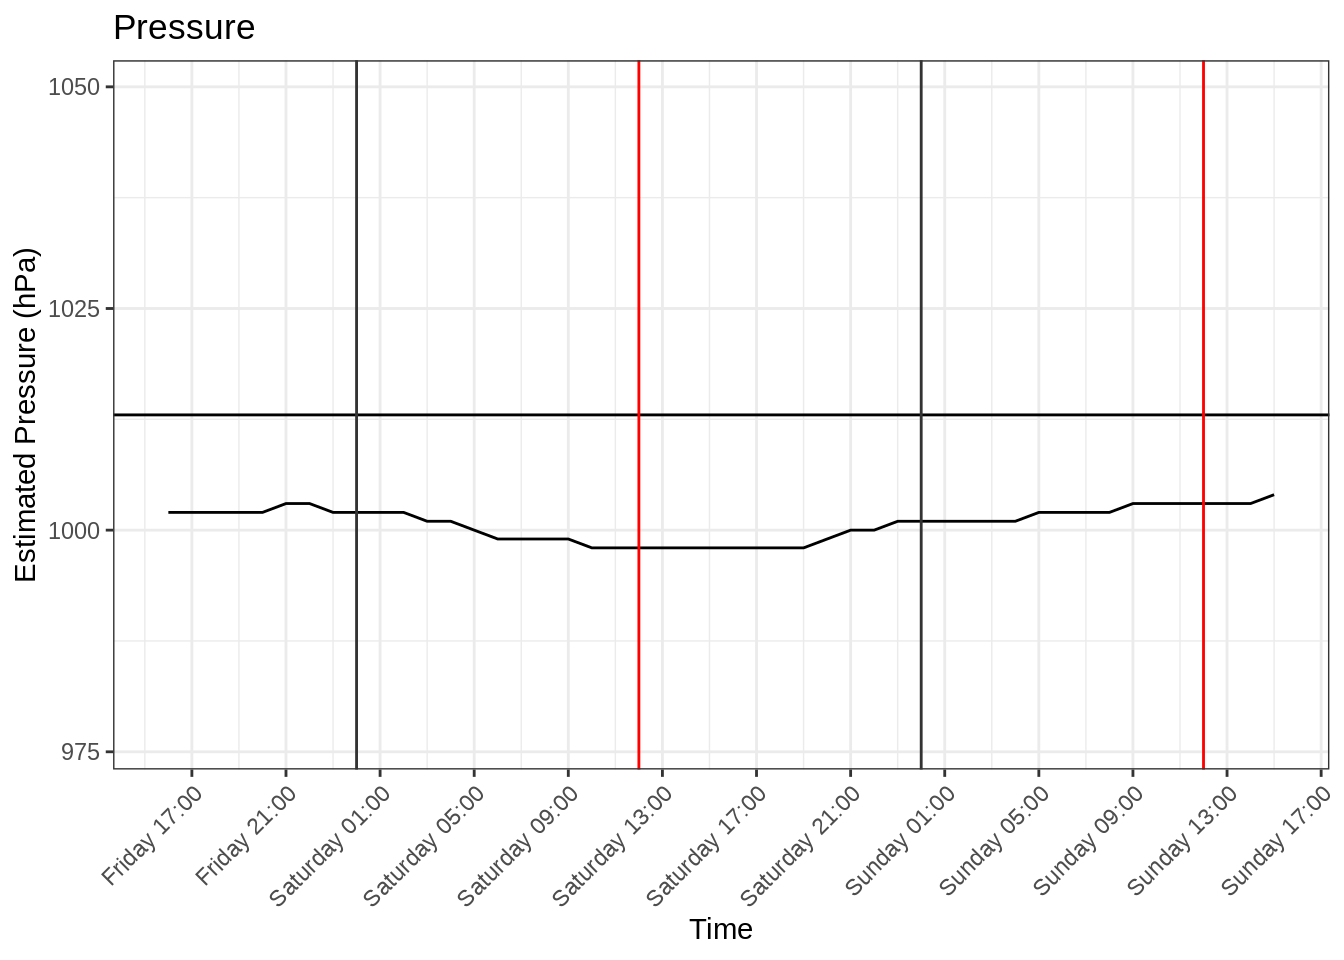 Pressure
Estimated Pressure (hPa)
1050
1025
1000
975
Friday 17:00
Friday 21:00
Saturday 01:00
Saturday 05:00
Saturday 09:00
Saturday 13:00
Saturday 17:00
Saturday 21:00
Sunday 01:00
Sunday 05:00
Sunday 09:00
Sunday 13:00
Sunday 17:00
Time